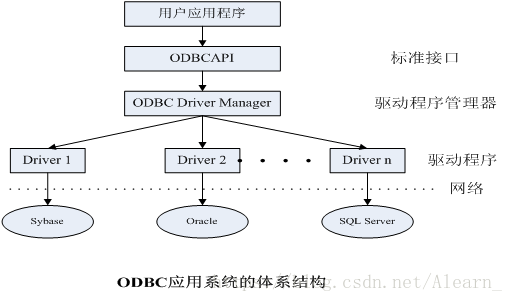 用户应用程序
ODBCAPI 标准接口
ODBC Driver Manager 驱动程序管理器
Driver 1 Driver 2 Driver n 驱动程序
网络
Sybase Oracle SQL Server
ODBC应用系统的体系结构
.csdn.net/Alearn_